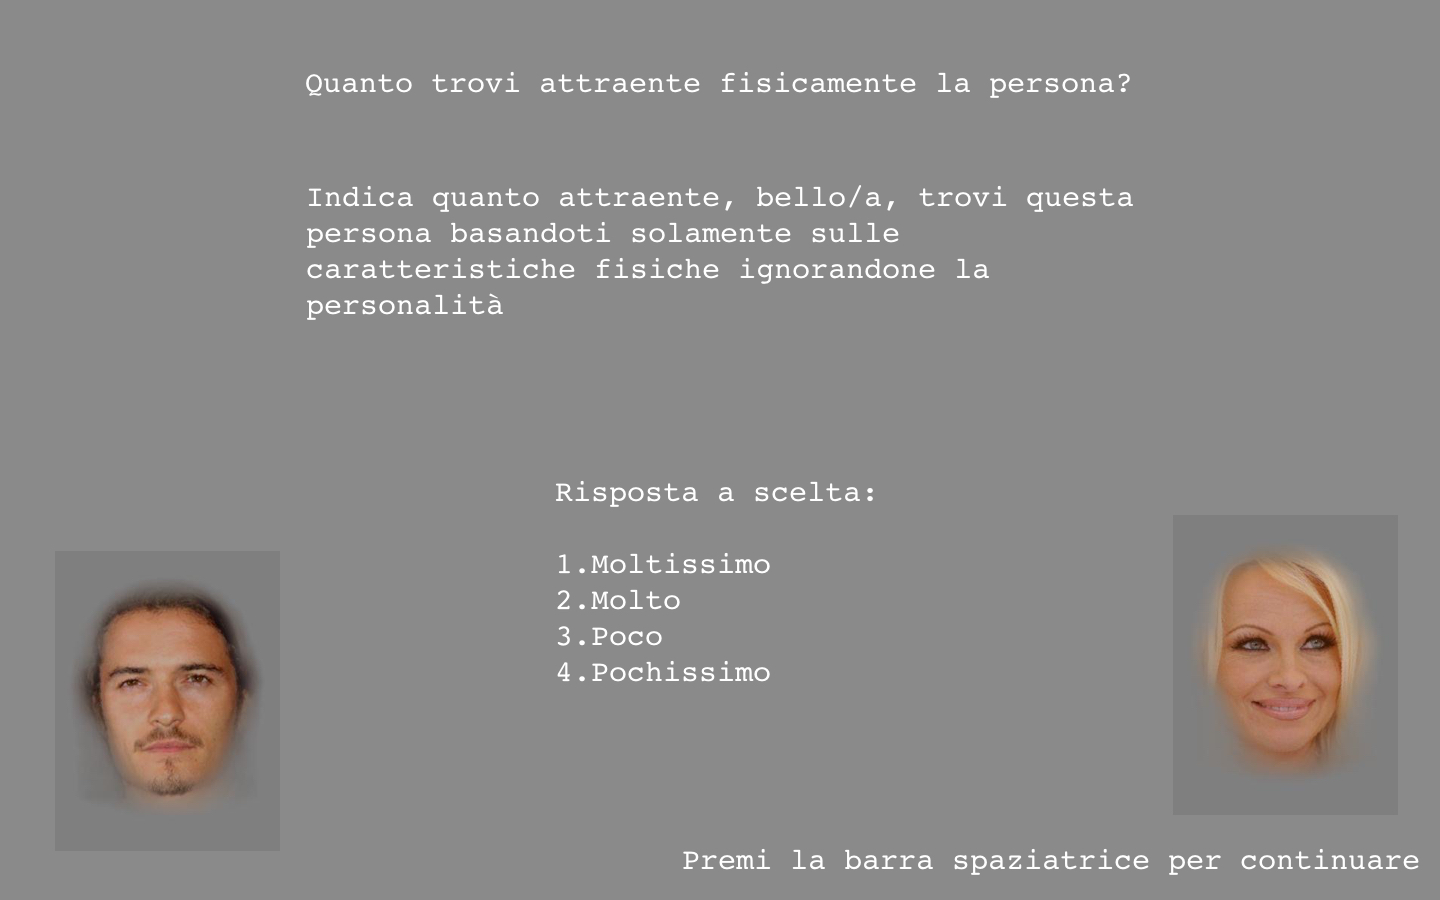 Quanto trovi attraente fisicamente la persona?
Indica quanto attraente, bello/a, trovi questa
persona basandoti solamente sulle
caratteristiche fisiche ignorandone la
personalità
Risposta a scelta:
1.Moltissimo
2.Molto
3.Poco
4.Pochissimo
Premi la barra spaziatrice per continuare